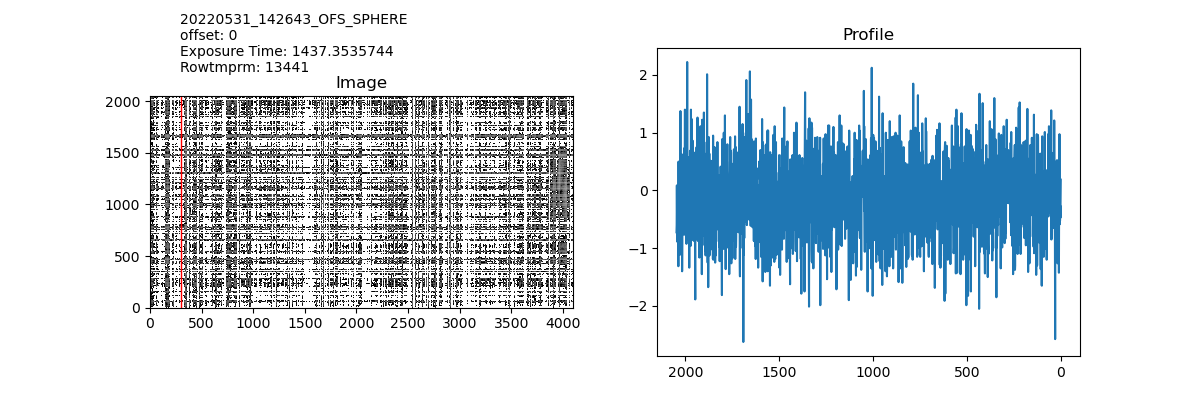 20220531_142643_OFS_SPHERE
offset: 0
Exposure Time: 1437.3535744
Rowtmprm: 13441
Image
2000
1500
1000
500
0
0 500 1000 1500 2000 2500 3000 3500 4000
Profile
2
1
0
−1
−2
2000 1500 1000 500 0